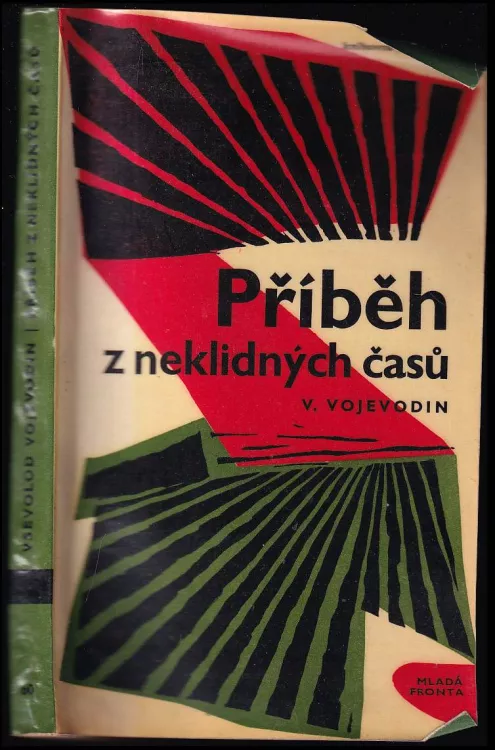 Příběh
z neklidných časů
V. VOJEVODIN
MLADÁ
FRONTA
VSEVOLOD VOJEVODIN | PŘÍBĚH Z NEKLIDNÝCH ČASŮ